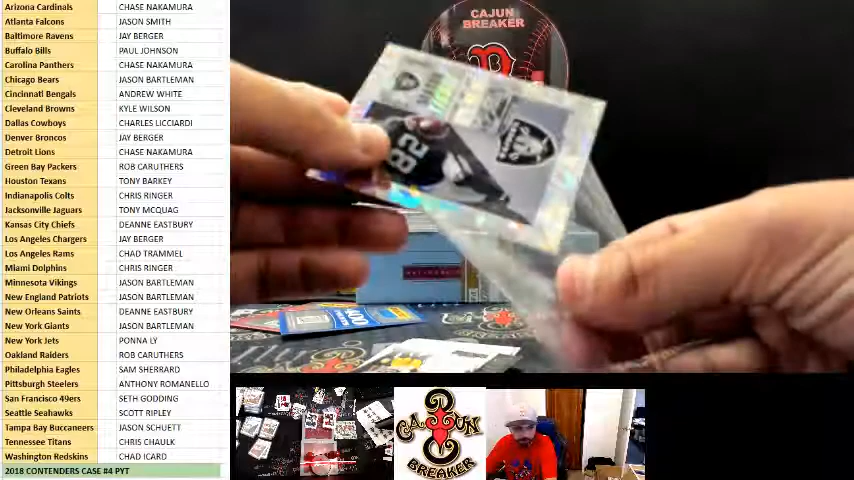 Arizona Cardinals CHASE NAKAMURA
Atlanta Falcons JASON SMITH
Baltimore Ravens JAY BERGER
Buffalo Bills PAUL JOHNSON
Carolina Panthers CHASE NAKAMURA
Chicago Bears JASON BARTLEMAN
Cincinnati Bengals ANDREW WHITE
Cleveland Browns KYLE WILSON
Dallas Cowboys CHARLES LICCIARDI
Denver Broncos JAY BERGER
Detroit Lions CHASE NAKAMURA
Green Bay Packers ROB CARUTHERS
Houston Texans TONY BARKEY
Indianapolis Colts CHRIS RINGER
Jacksonville Jaguars TONY MCQUAG
Kansas City Chiefs DEANNE EASTBURY
Los Angeles Chargers JAY BERGER
Los Angeles Rams CHAD TRAMMEL
Miami Dolphins CHRIS RINGER
Minnesota Vikings JASON BARTLEMAN
New England Patriots JASON BARTLEMAN
New Orleans Saints DEANNE EASTBURY
New York Giants JASON BARTLEMAN
New York Jets PONNA LY
Oakland Raiders ROB CARUTHERS
Philadelphia Eagles SAM SHERRARD
Pittsburgh Steelers ANTHONY ROMANELLO
San Francisco 49ers SETH GODDING
Seattle Seahawks SCOTT RIPLEY
Tampa Bay Buccaneers JASON SCHUETT
Tennessee Titans CHRIS CHAULK
Washington Redskins CHAD ICARD
2018 CONTENDERS CASE #4 PYT
CAJUN
BREAKER
B
82
CAJUN
BREAKER